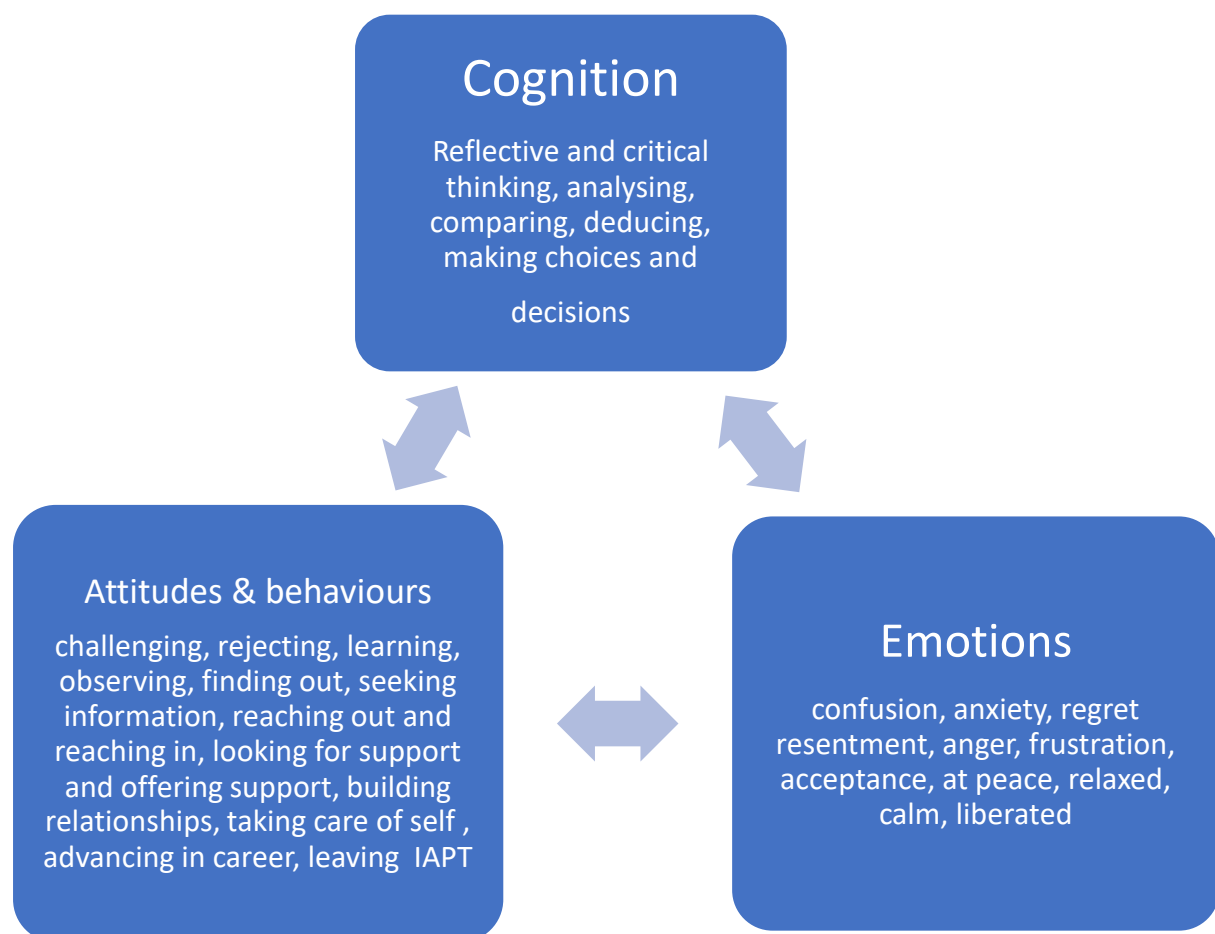 Cognition
Reflective and critical
thinking, analysing,
comparing, deducing,
making choices and
decisions
Attitudes & behaviours
challenging, rejecting, learning,
observing, finding out, seeking
information, reaching out and
reaching in, looking for support
and offering support, building
relationships, taking care of self ,
advancing in career, leaving  IAPT
Emotions
confusion, anxiety, regret
resentment, anger, frustration,
acceptance, at peace, relaxed,
calm, liberated